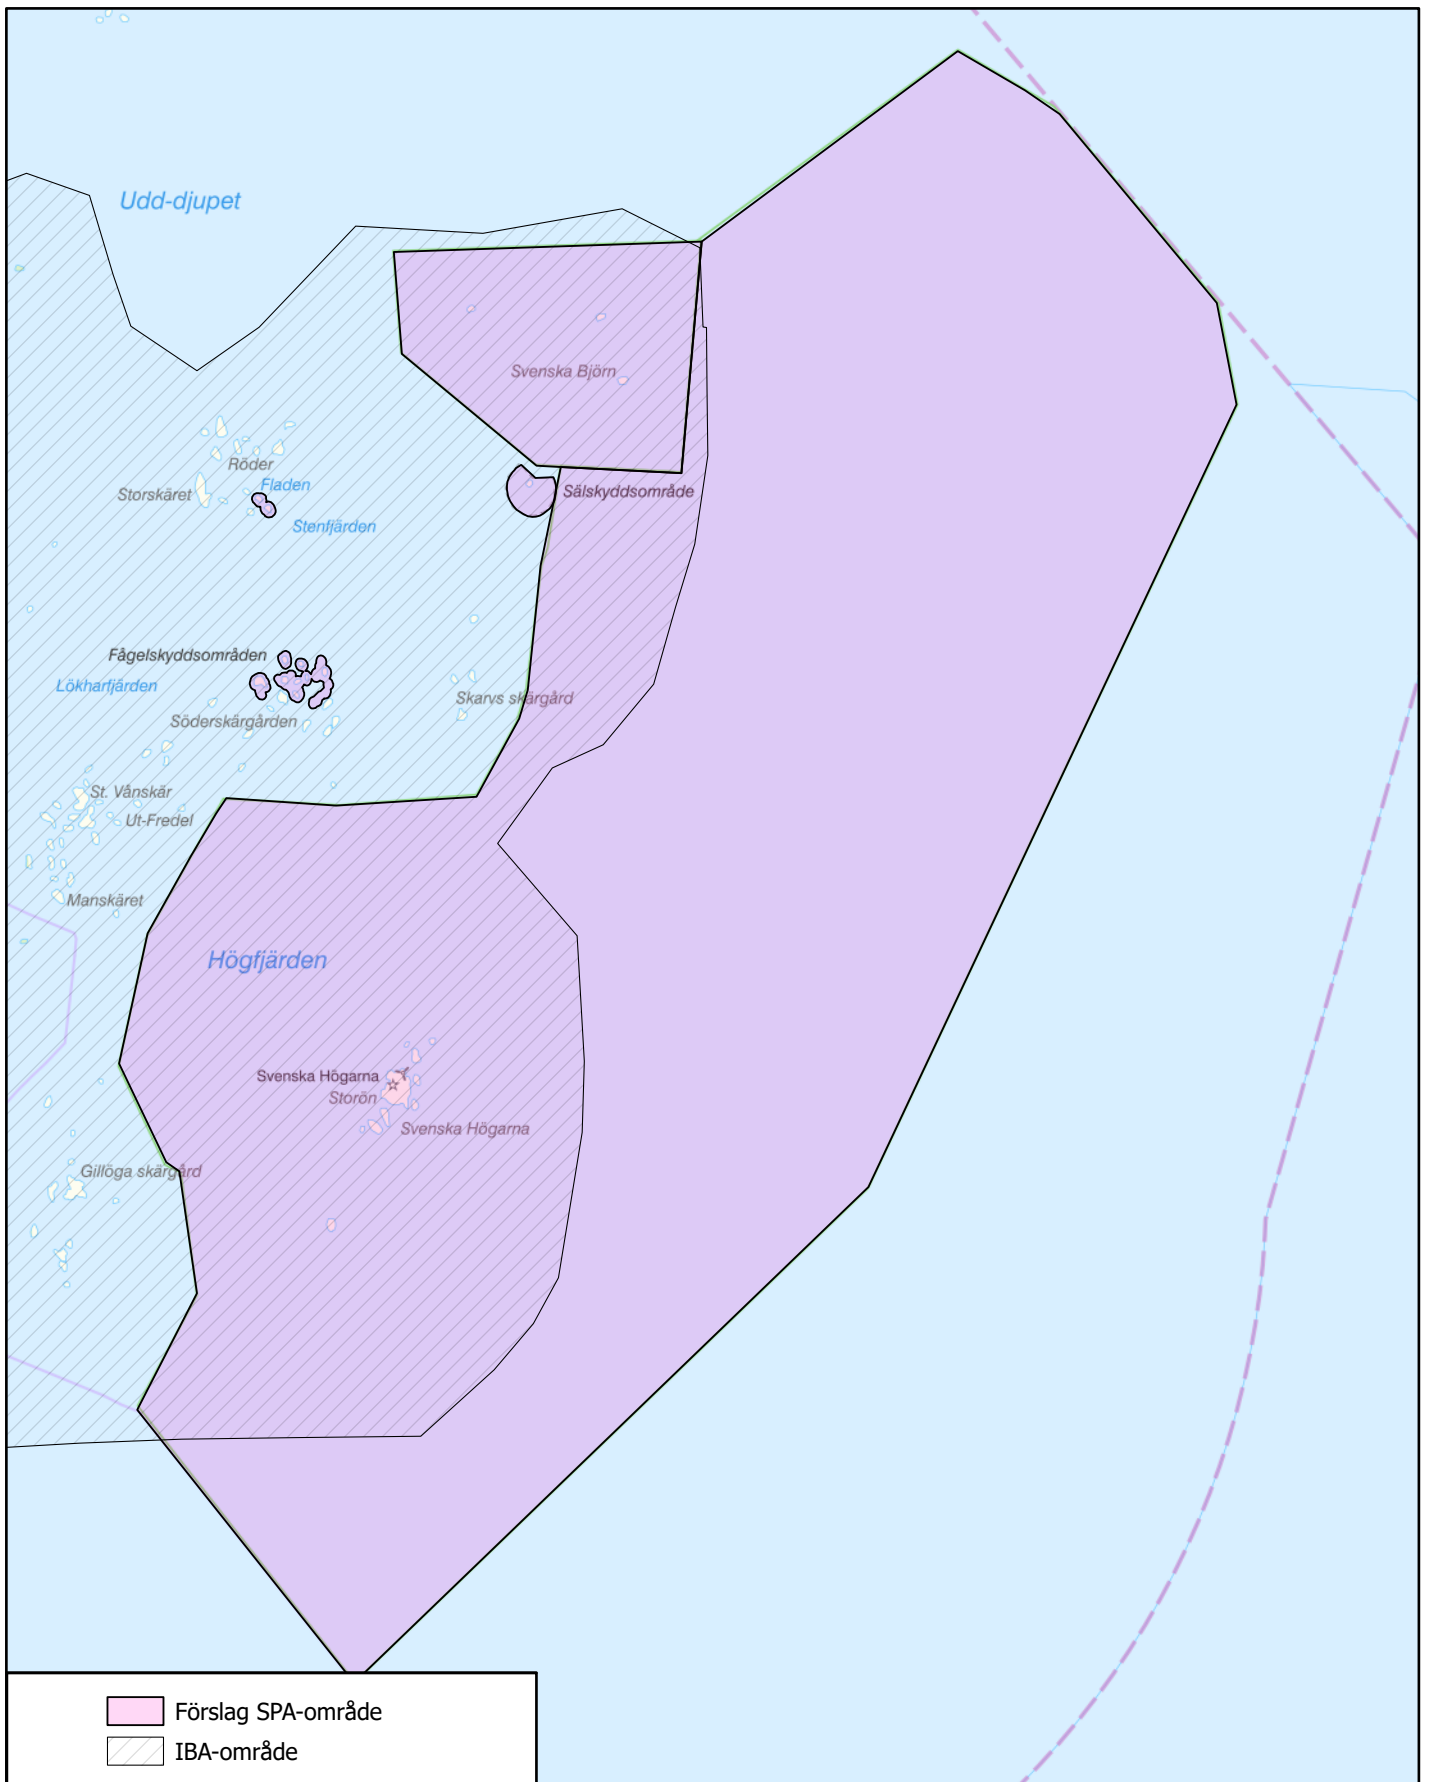 Udd-djupet
Svenska Björn
Röder
Fladen
Storskäret
Sälskyddsområde
Stenfjärden
Fågelskyddsområden
Lökharfjärden
Skarvs skärgård
Söderskärgården
St. Vånskär
Ut-Fredel
Manskäret
Högfjärden
Svenska Högarna
Storön
Svenska Högarna
Gillöga skärgård
Förslag SPA-område
IBA-område